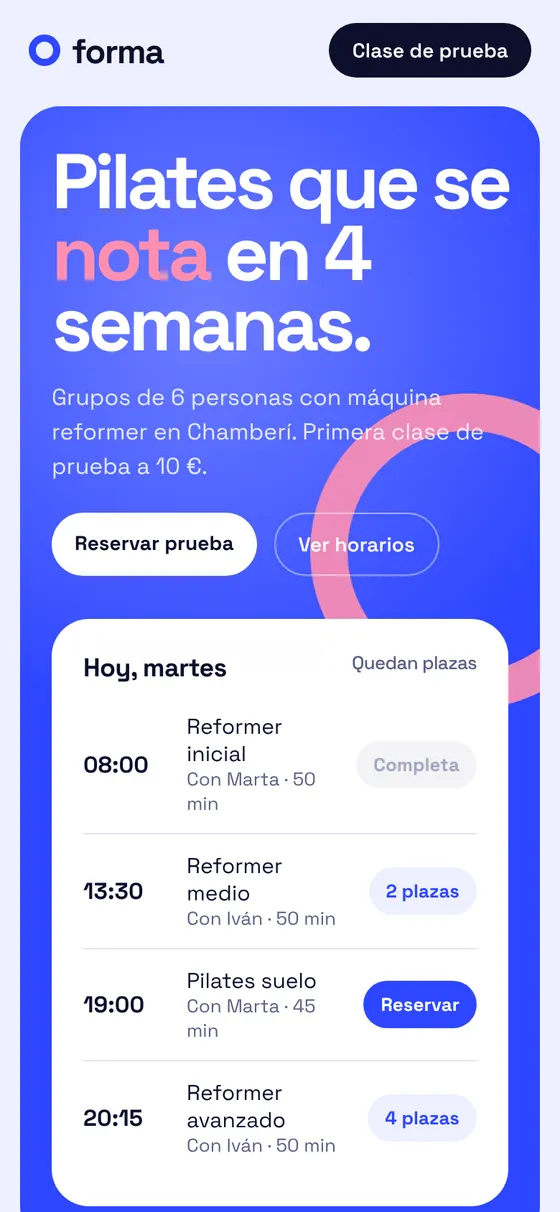 forma
Clase de prueba
Pilates que se
nota en 4
semanas.
Grupos de 6 personas con máquina
reformer en Chamberí. Primera clase de
prueba a 10 €.
Reservar prueba
Ver horarios
Hoy, martes
Quedan plazas
08:00
Reformer
inicial
Con Marta · 50
min
Completa
13:30
Reformer
medio
Con Iván · 50 min
2 plazas
19:00
Pilates suelo
Con Marta · 45
min
Reservar
20:15
Reformer
avanzado
Con Iván · 50 min
4 plazas